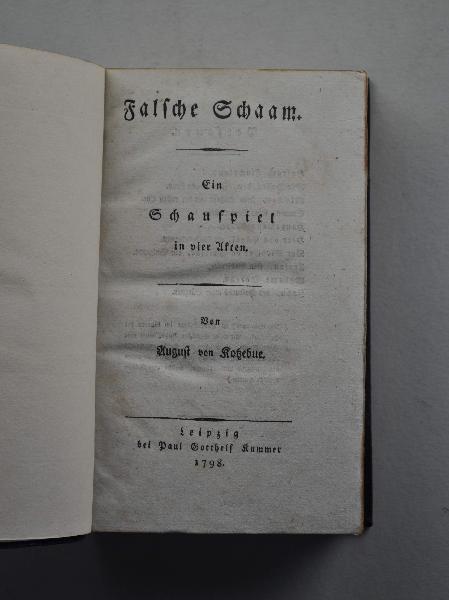 Falsche Schaam.
Ein
Schauspiel
in vier Akten.
Von
August von Kotzebue.
Leipzig
bei Paul Gotthelf Kummer
1798.